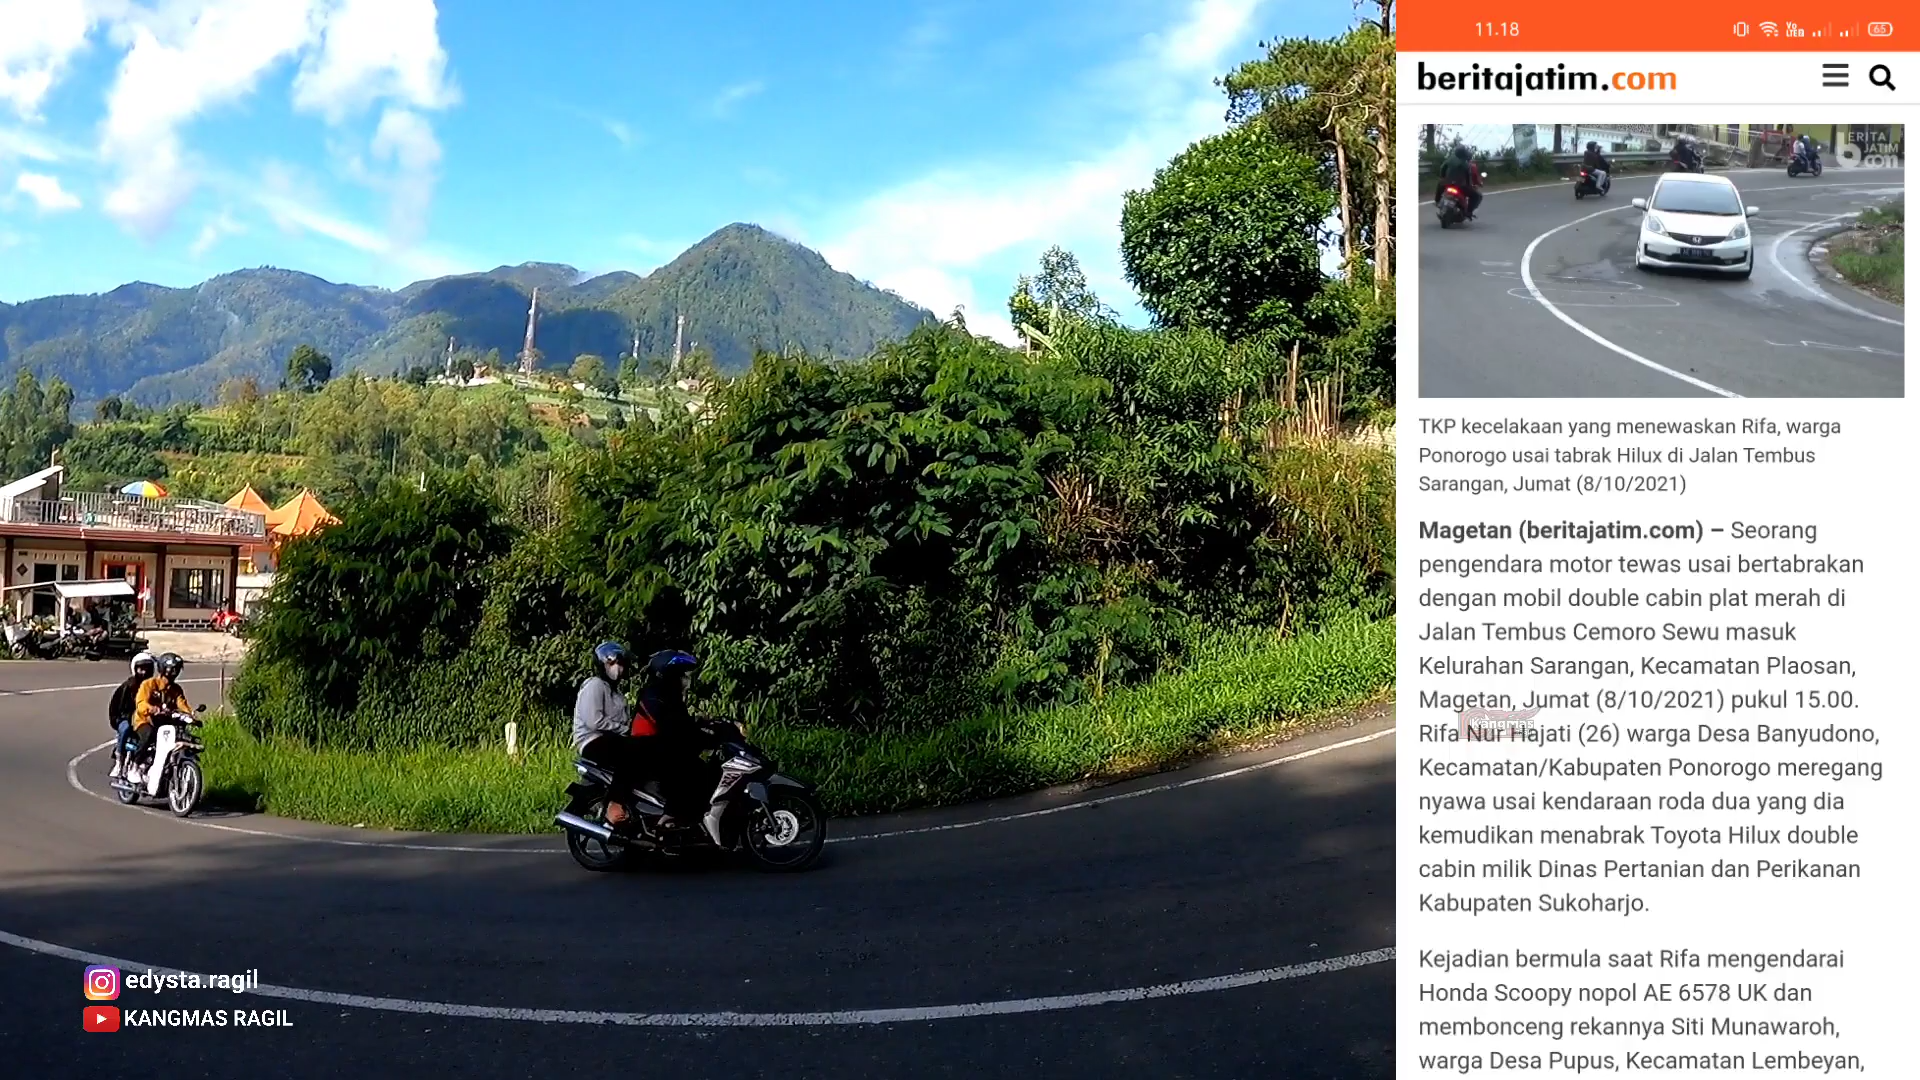 edysta.ragil
KANGMAS RAGIL
11.18
65
beritajatim.com
TKP kecelakaan yang menewaskan Rifa, warga
Ponorogo usai tabrak Hilux di Jalan Tembus
Sarangan, Jumat (8/10/2021)
Magetan (beritajatim.com) – Seorang
pengendara motor tewas usai bertabrakan
dengan mobil double cabin plat merah di
Jalan Tembus Cemoro Sewu masuk
Kelurahan Sarangan, Kecamatan Plaosan,
Magetan, Jumat (8/10/2021) pukul 15.00.
Kangmas
Rifa Nur Hajati (26) warga Desa Banyudono,
Kecamatan/Kabupaten Ponorogo meregang
nyawa usai kendaraan roda dua yang dia
kemudikan menabrak Toyota Hilux double
cabin milik Dinas Pertanian dan Perikanan
Kabupaten Sukoharjo.
Kejadian bermula saat Rifa mengendarai
Honda Scoopy nopol AE 6578 UK dan
membonceng rekannya Siti Munawaroh,
warga Desa Pupus, Kecamatan Lembeyan,